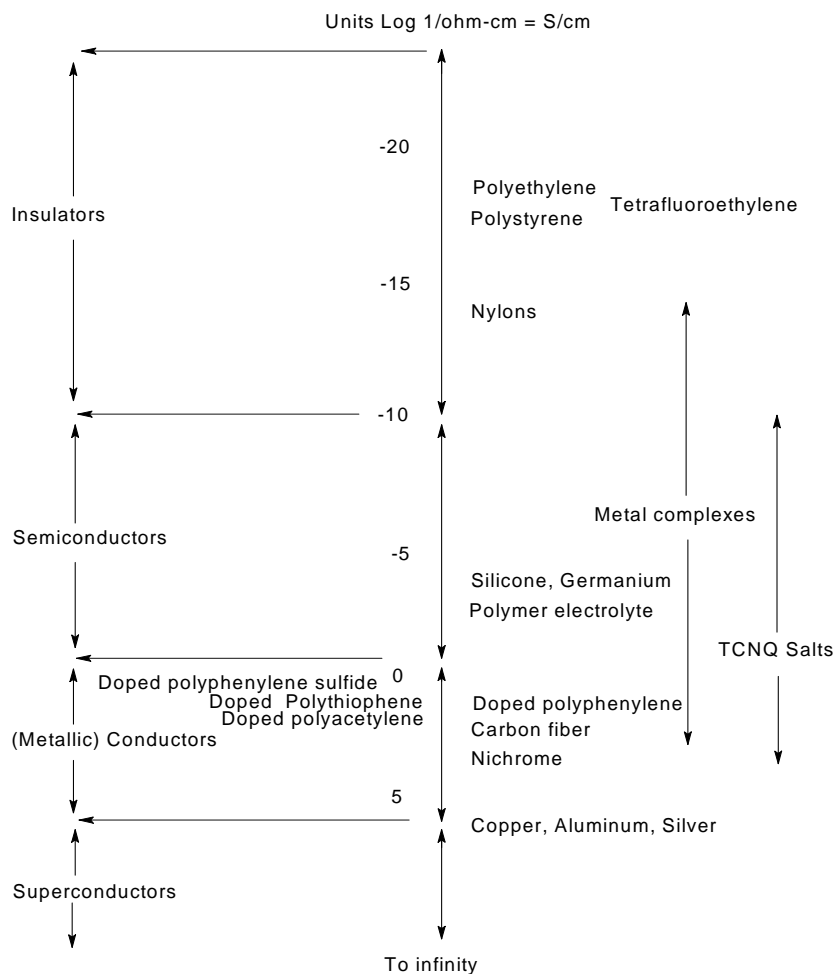 Units Log 1/ohm-cm = S/cm
-20
Polyethylene
Tetrafluoroethylene
Insulators
Polystyrene
-15
Nylons
-10
Metal complexes
Semiconductors
-5
Silicone, Germanium
Polymer electrolyte
TCNQ Salts
0
Doped polyphenylene sulfide
Doped Polythiophene
Doped polyphenylene
Doped polyacetylene
Carbon fiber
(Metallic) Conductors
Nichrome
5
Copper, Aluminum, Silver
Superconductors
To infinity